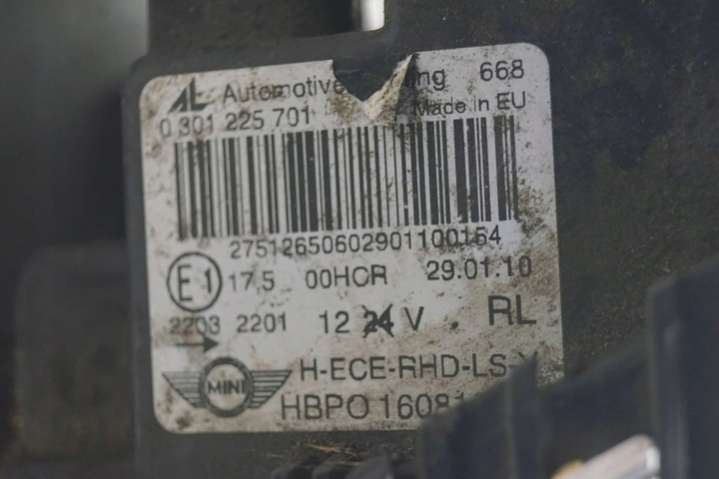 AL Automotive 668
0 301 225 701 Made in EU
27512650602901100164
E1 17.5 00HCR 29.01.10
2203 2201 12 24 V RL
MINI H-ECE-RHD-LS-
HBPO 16081